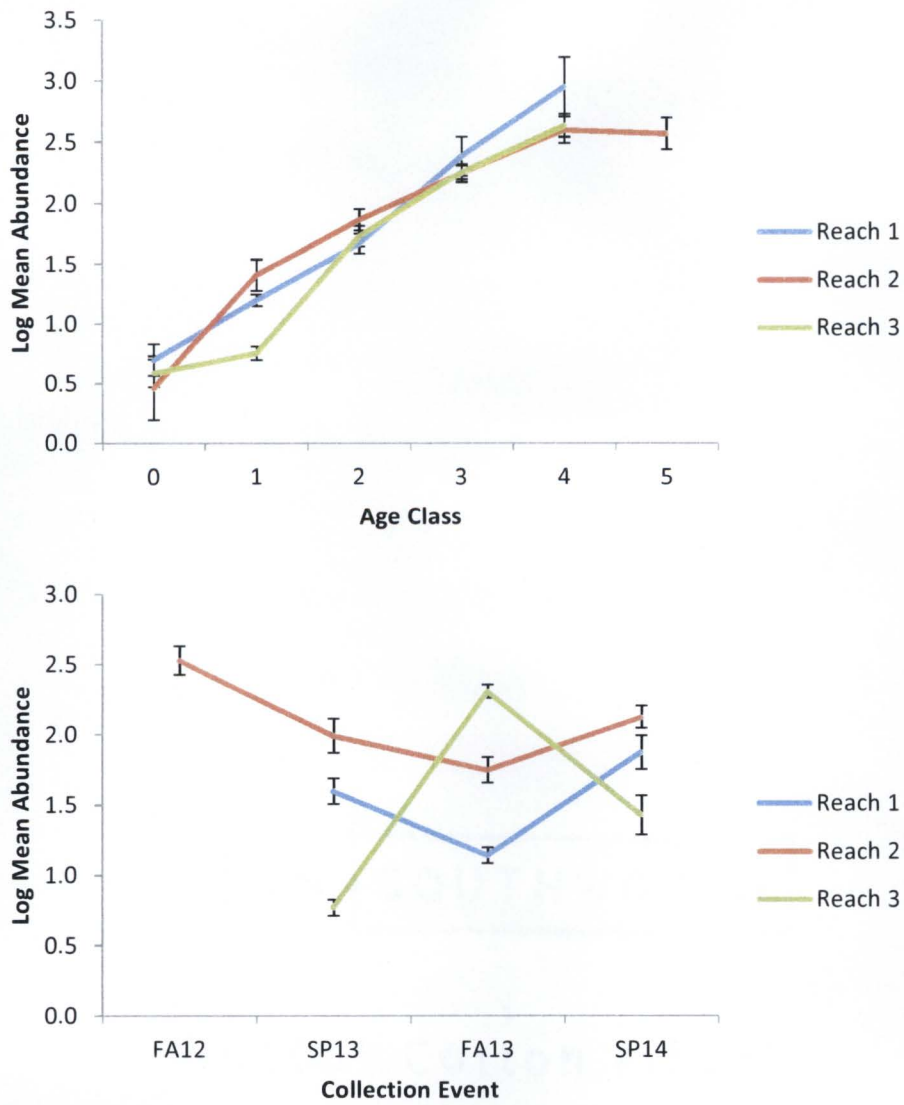 3.5
3.0
2.5
2.0
1.5
1.0
0.5
0.0
Log Mean Abundance
0 1 2 3 4 5
Age Class
Reach 1
Reach 2
Reach 3
3.0
2.5
2.0
1.5
1.0
0.5
0.0
Log Mean Abundance
FA12 SP13 FA13 SP14
Collection Event
Reach 1
Reach 2
Reach 3